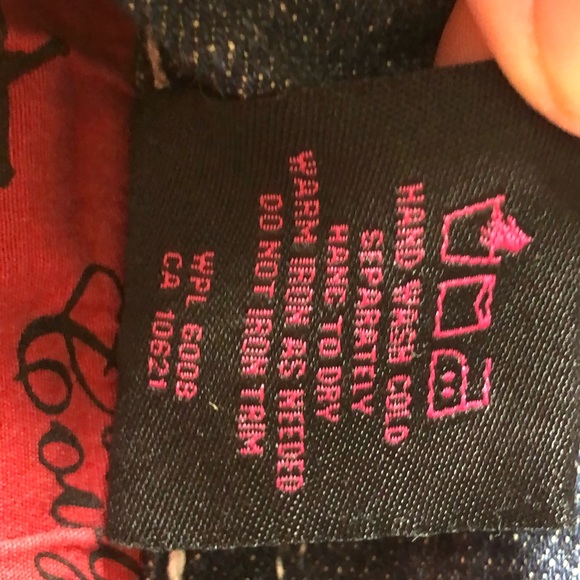 HAND WASH COLD
SEPARATELY
HANG TO DRY
WARM IRON AS NEEDED
DO NOT IRON TRIM
WPL 6008
CA 10621